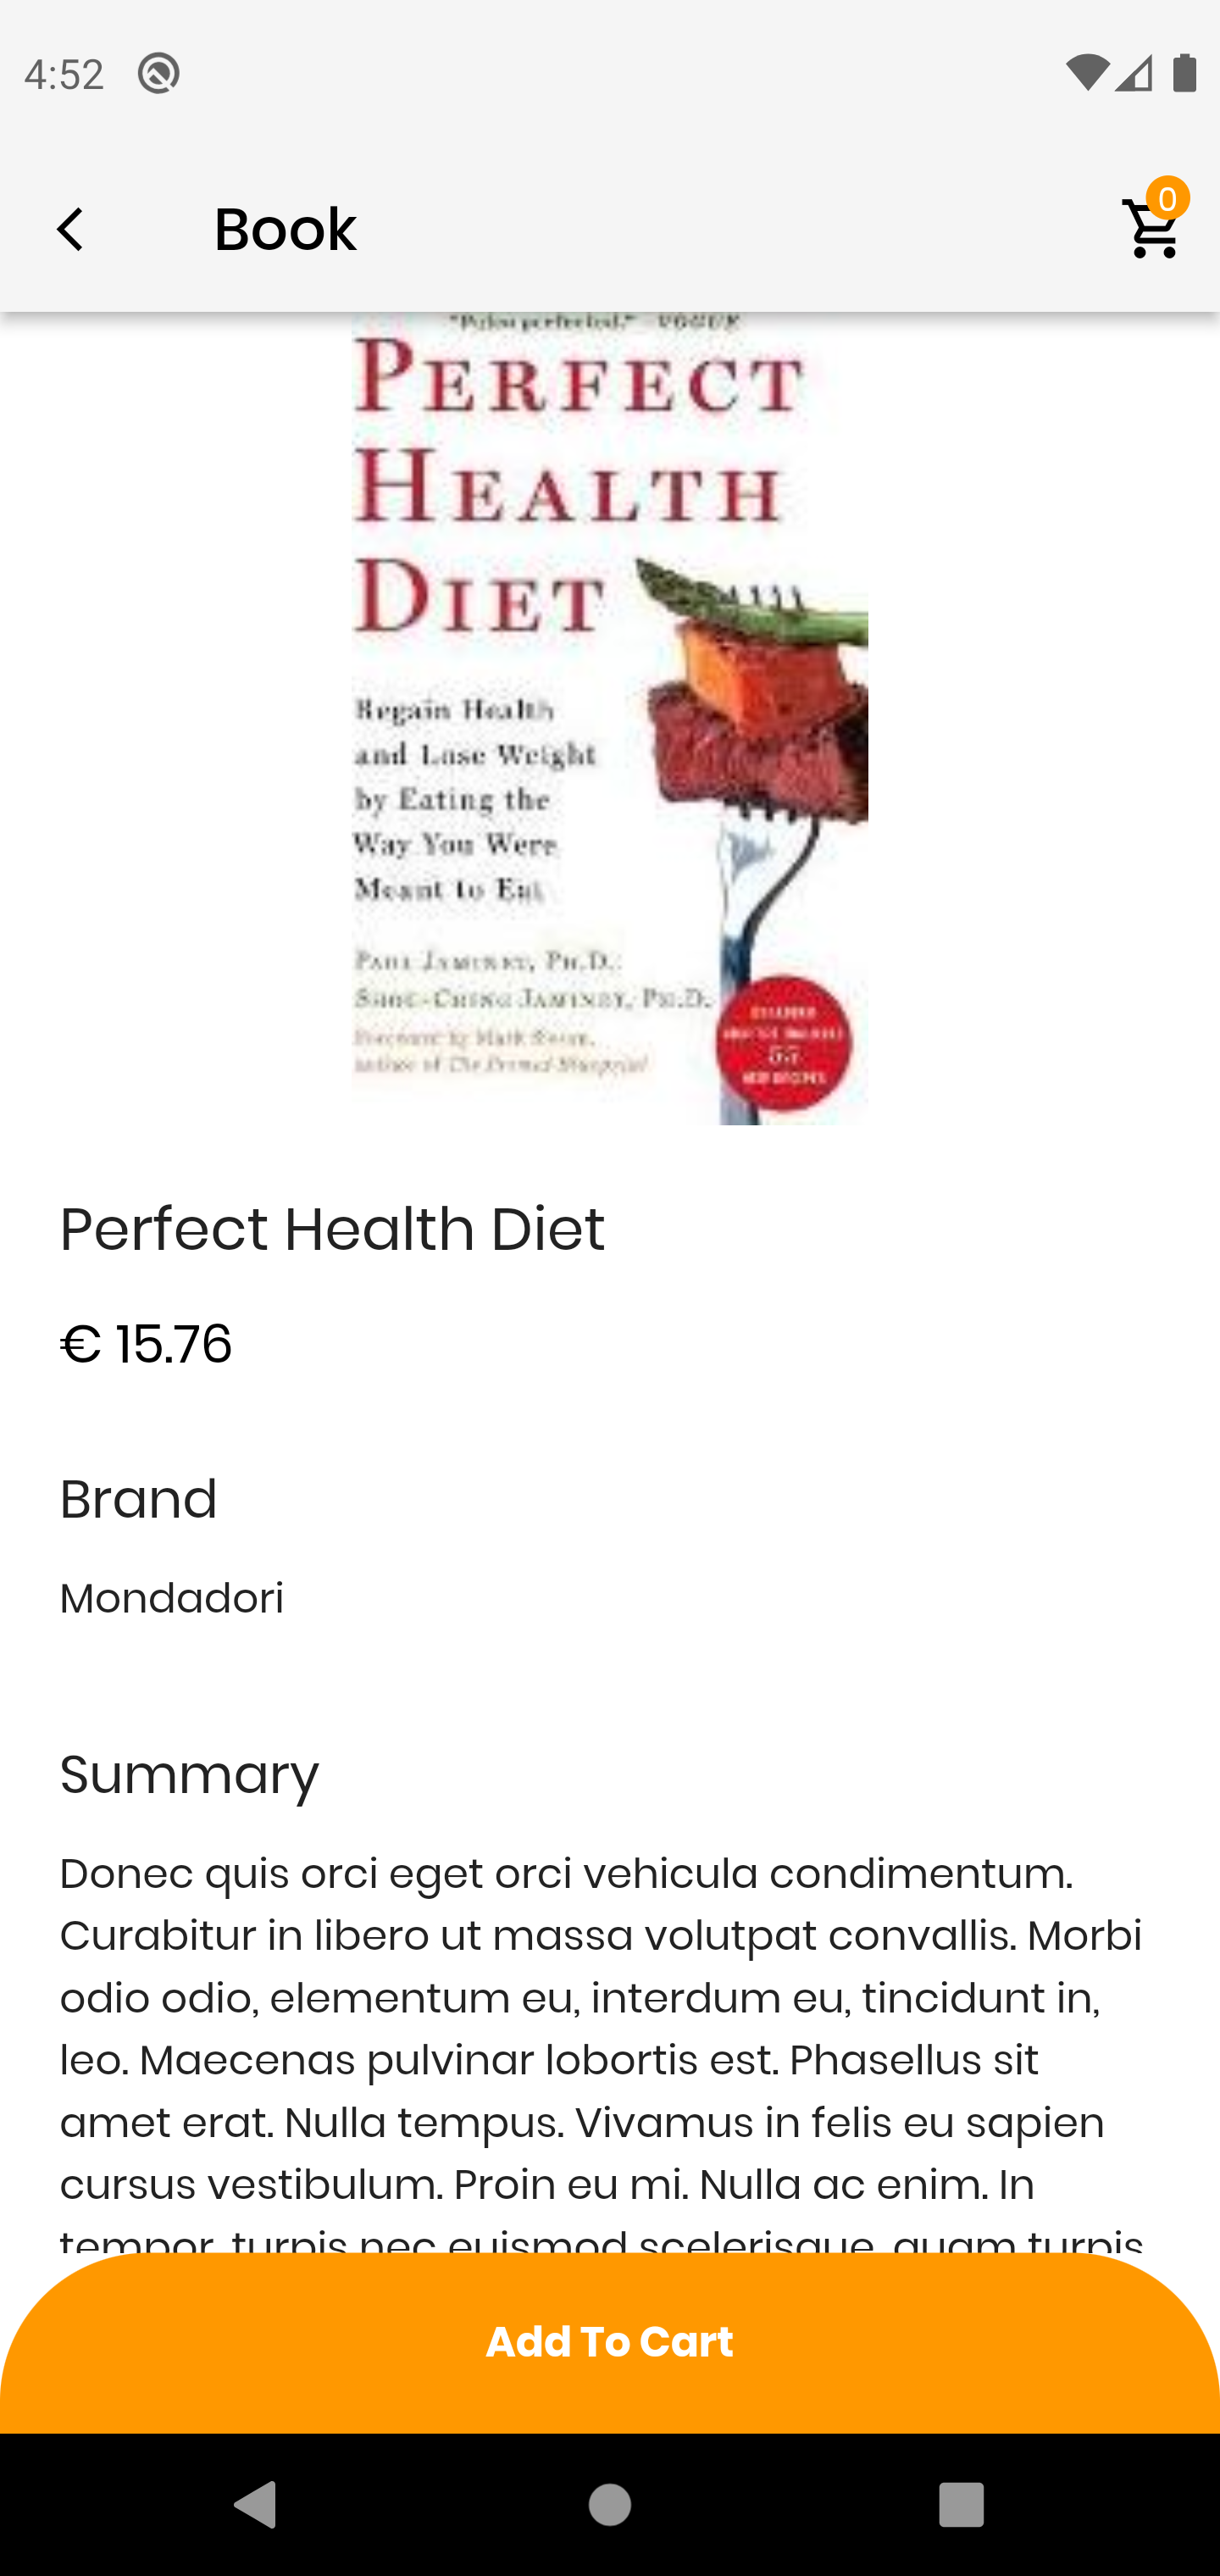 4:52
Book
0
"Paleo perfected." —VOGUE
PERFECT
HEALTH
DIET
Regain Health
and Lose Weight
by Eating the
Way You Were
Meant to Eat
PAUL JAMINET, PH.D.
SHOU-CHING JAMINET, PH.D.
Foreword by Mark Sisson,
author of The Primal Blueprint
Perfect Health Diet
€ 15.76
Brand
Mondadori
Summary
Donec quis orci eget orci vehicula condimentum.
Curabitur in libero ut massa volutpat convallis. Morbi
odio odio, elementum eu, interdum eu, tincidunt in,
leo. Maecenas pulvinar lobortis est. Phasellus sit
amet erat. Nulla tempus. Vivamus in felis eu sapien
cursus vestibulum. Proin eu mi. Nulla ac enim. In
tempor, turpis nec euismod scelerisque, quam turpis
Add To Cart